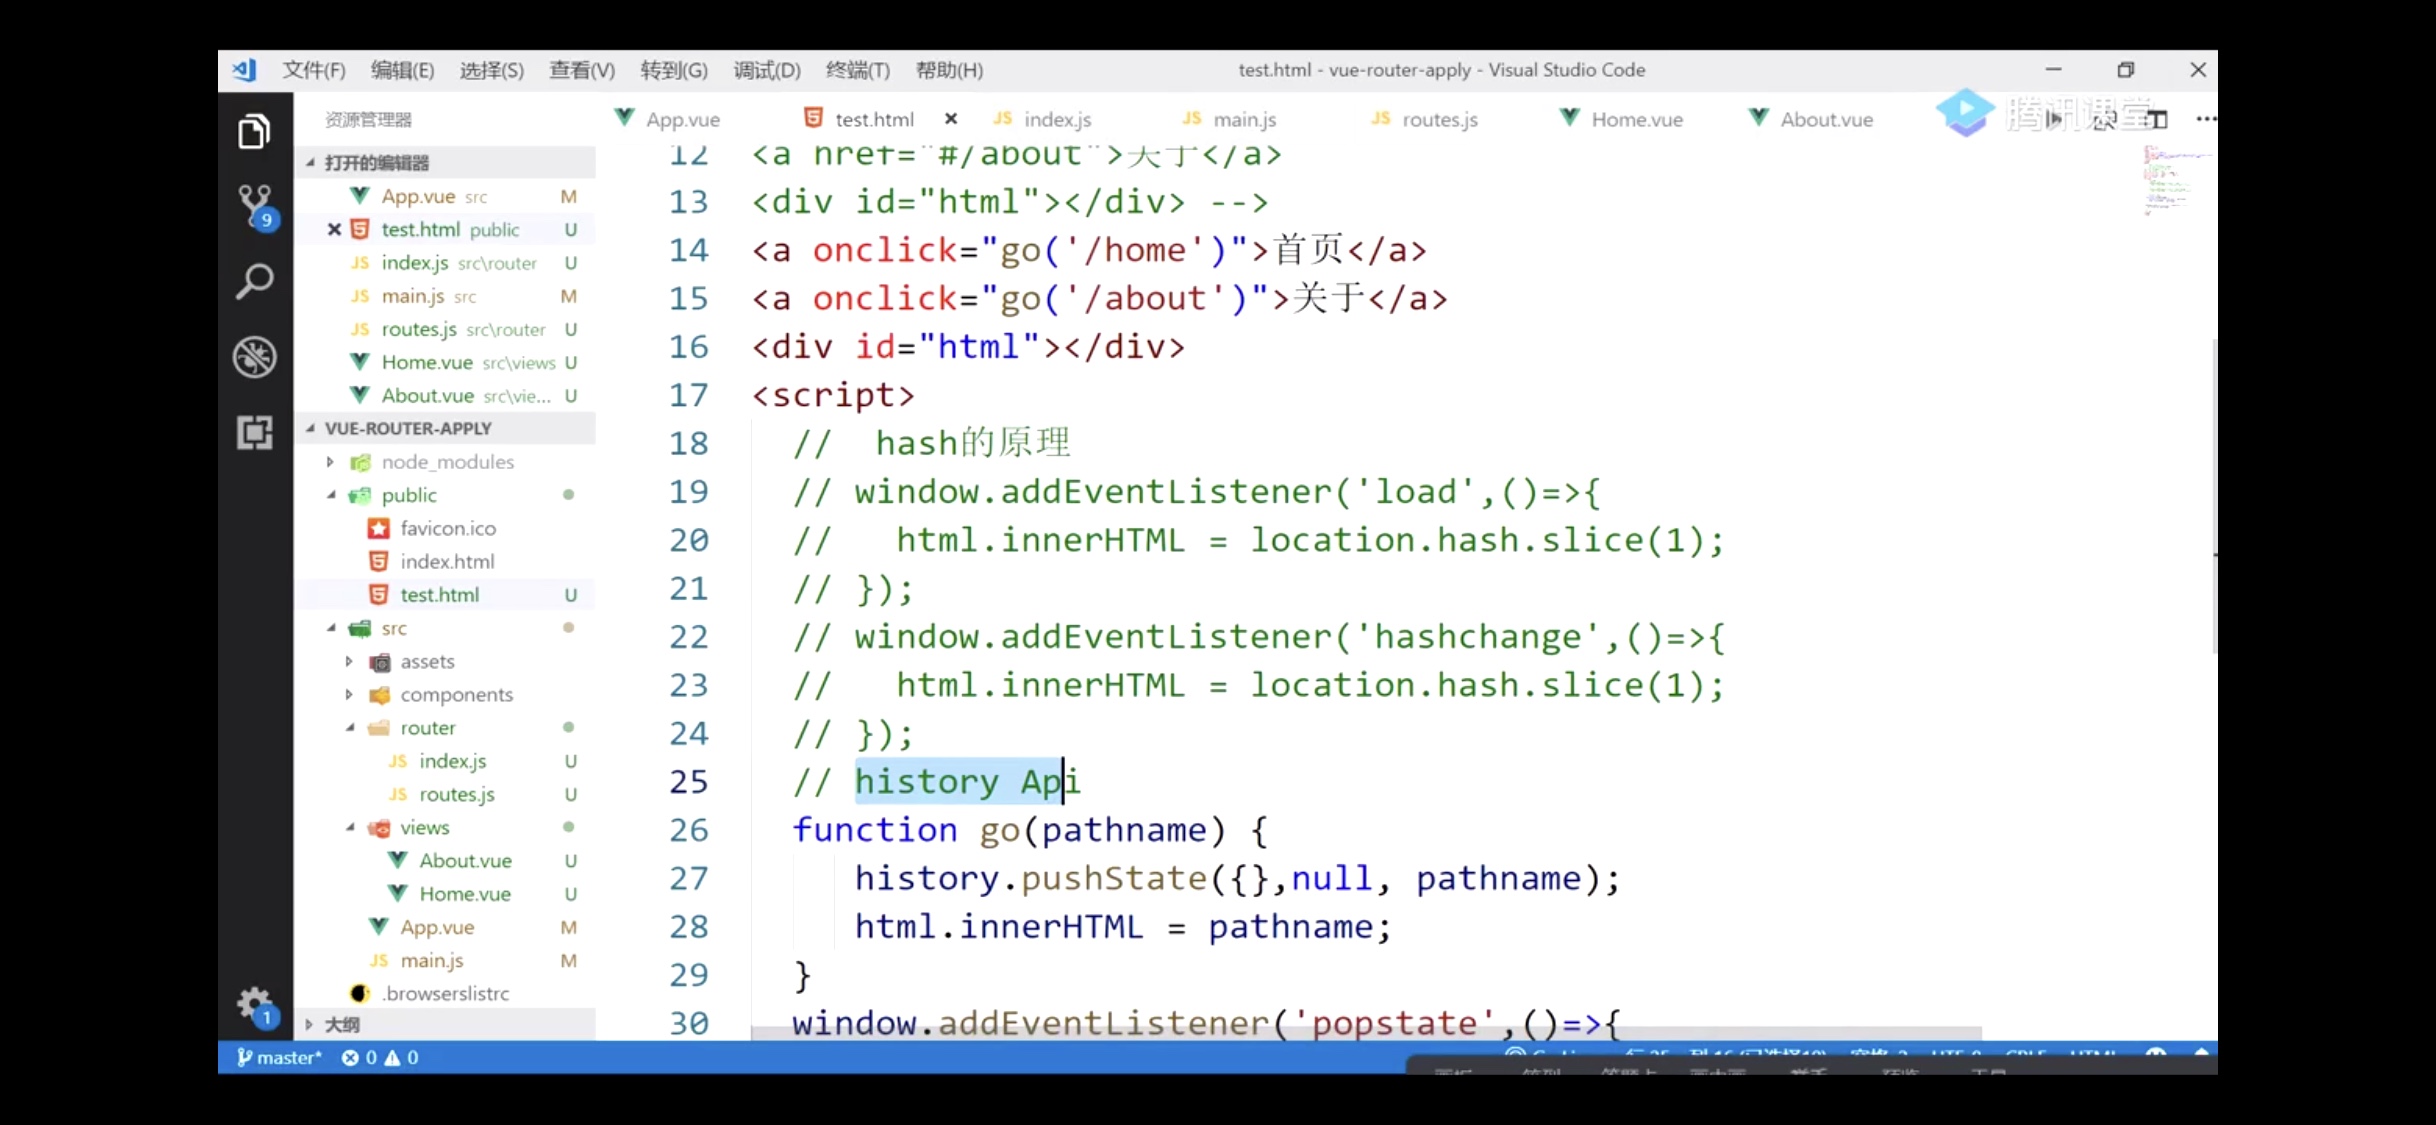 文件(F) 编辑(E) 选择(S) 查看(V) 转到(G) 调试(D) 终端(T) 帮助(H) test.html - vue-router-apply - Visual Studio Code
资源管理器
App.vue test.html index.js main.js routes.js Home.vue About.vue
腾讯课堂
打开的编辑器
App.vue src M
test.html public U
index.js src\router U
main.js src M
routes.js src\router U
Home.vue src\views U
About.vue src\vie... U
VUE-ROUTER-APPLY
node_modules
public
favicon.ico
index.html
test.html U
src
assets
components
router
index.js U
routes.js U
views
About.vue U
Home.vue U
App.vue M
main.js M
.browserslistrc
大纲
9
1
12 <a href="#/about">关于</a>
13 <div id="html"></div> -->
14 <a onclick="go('/home')">首页</a>
15 <a onclick="go('/about')">关于</a>
16 <div id="html"></div>
17 <script>
18 //  hash的原理
19 // window.addEventListener('load',()=>{
20 //   html.innerHTML = location.hash.slice(1);
21 // });
22 // window.addEventListener('hashchange',()=>{
23 //   html.innerHTML = location.hash.slice(1);
24 // });
25 // history Api
26 function go(pathname) {
27 history.pushState({},null, pathname);
28 html.innerHTML = pathname;
29 }
30 window.addEventListener('popstate',()=>{
master* 0 0